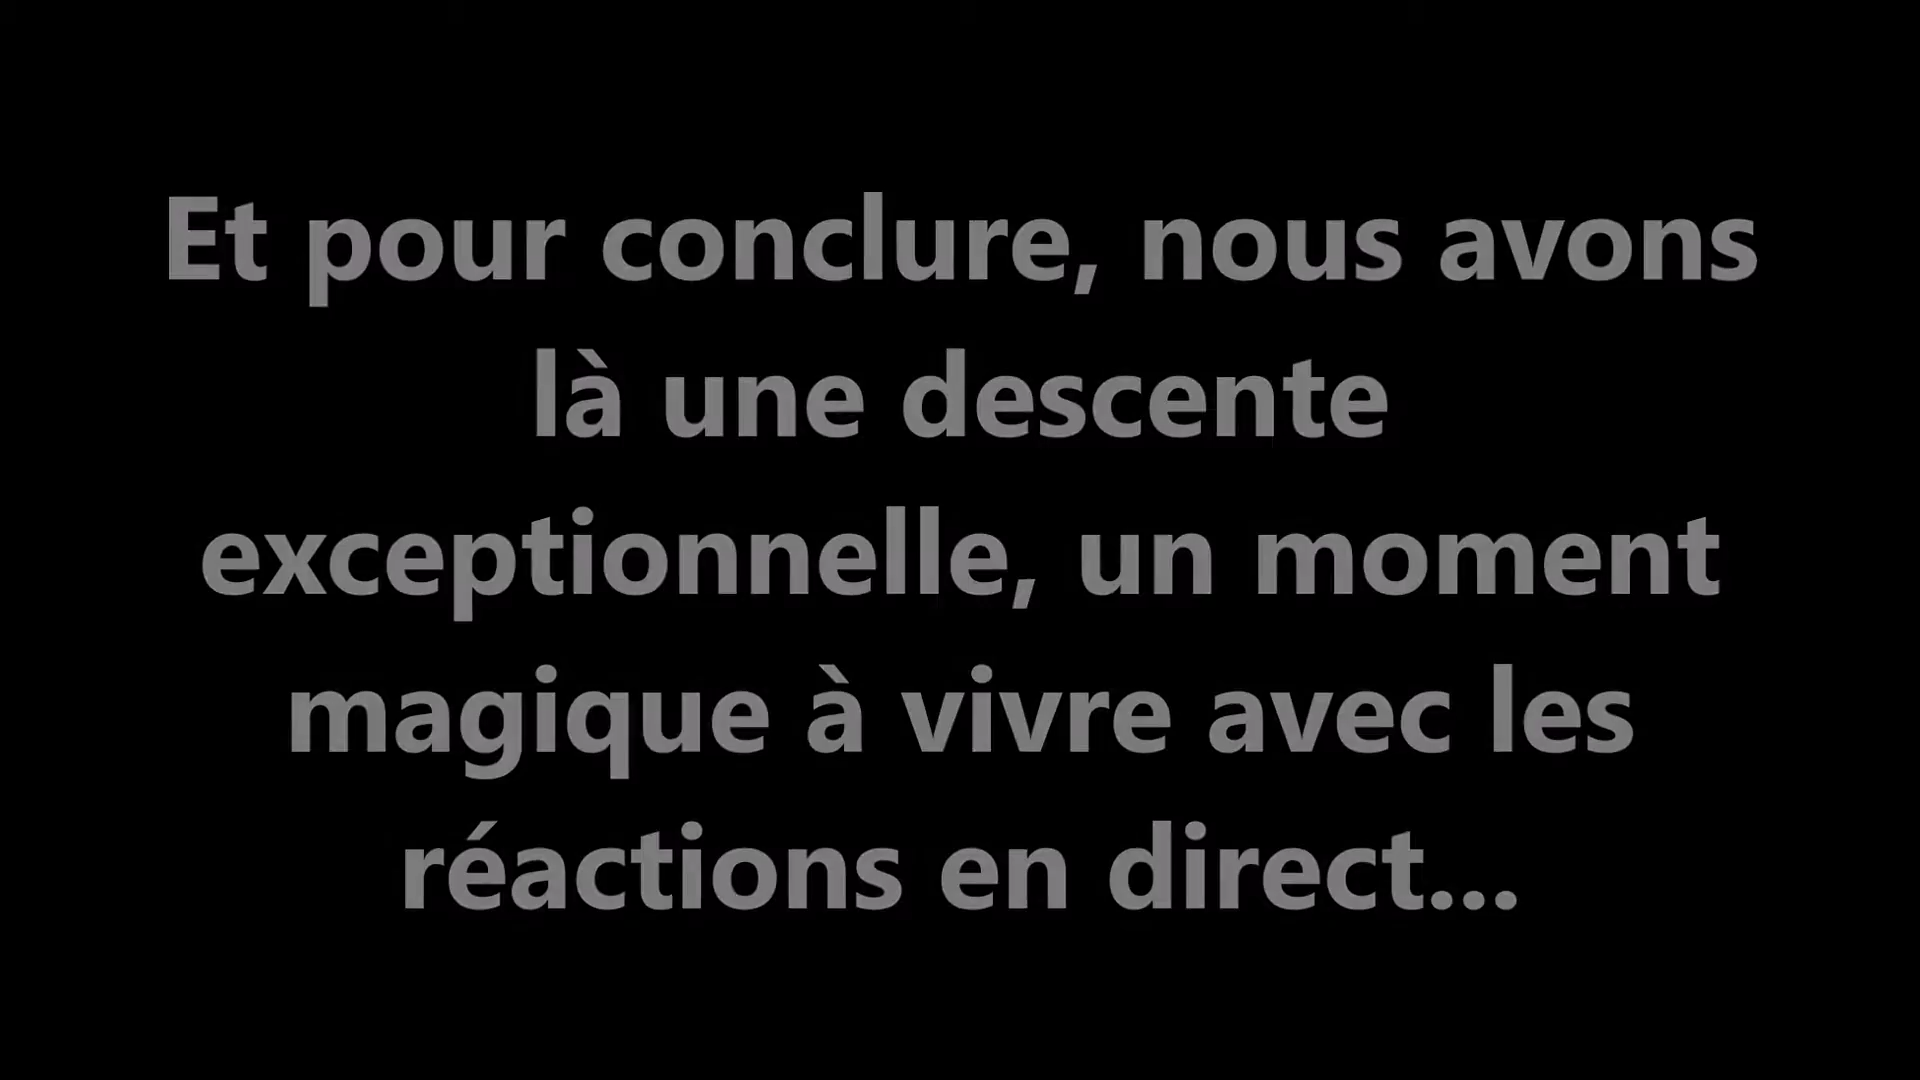 Et pour conclure, nous avons
là une descente
exceptionnelle, un moment
magique à vivre avec les
réactions en direct...